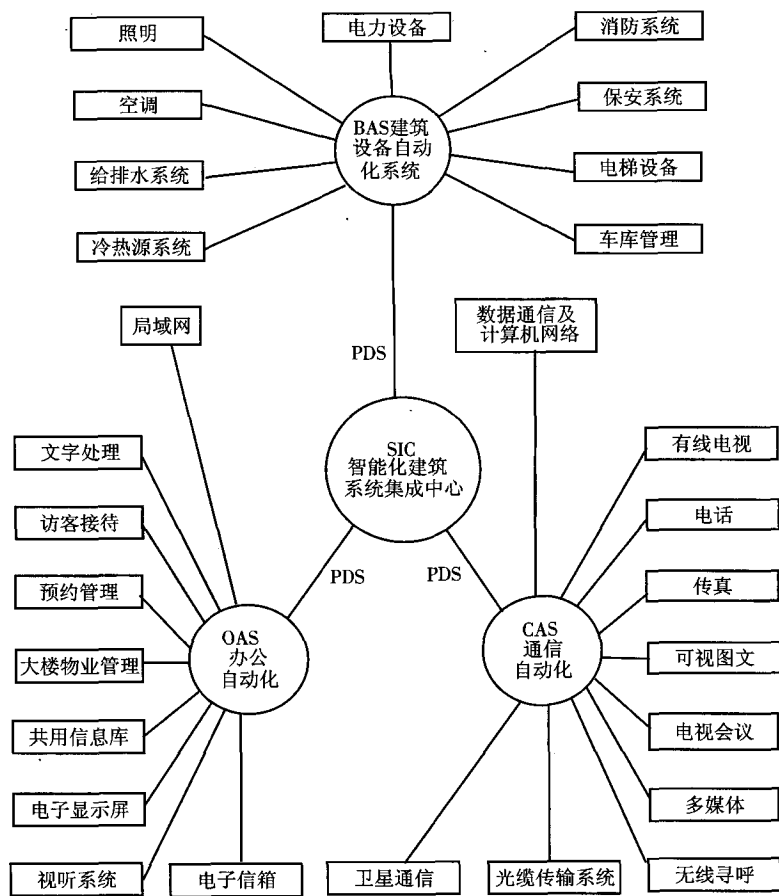 照明
电力设备
消防系统
空调
保安系统
BAS建筑
设备自动
化系统
给排水系统
电梯设备
冷热源系统
车库管理
局域网
数据通信及
计算机网络
PDS
SIC
智能化建筑
系统集成中心
文字处理
有线电视
访客接待
电话
PDS
PDS
预约管理
传真
OAS
办公
自动化
CAS
通信
自动化
大楼物业管理
可视图文
共用信息库
电视会议
电子显示屏
多媒体
视听系统
电子信箱
卫星通信
光缆传输系统
无线寻呼